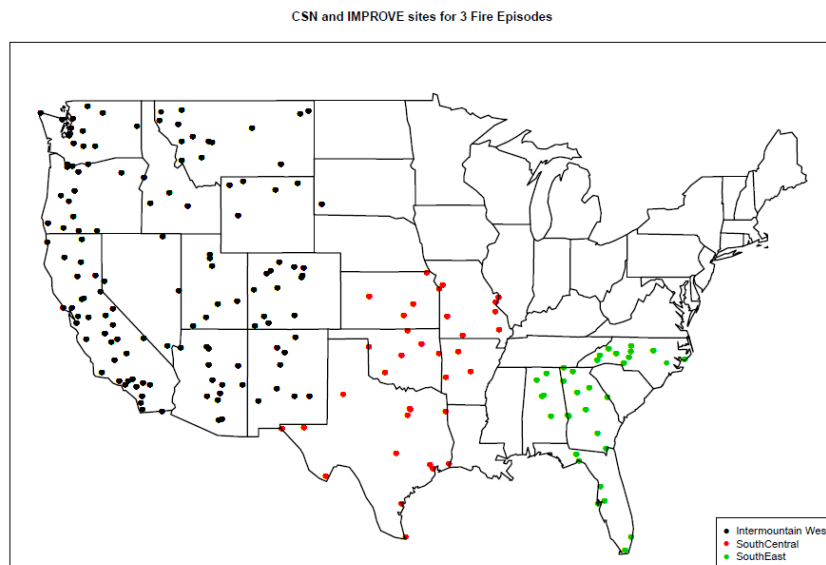 CSN and IMPROVE sites for 3 Fire Episodes
Intermountain Wes
SouthCentral
SouthEast